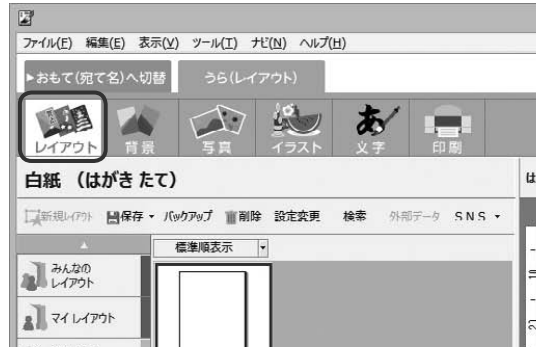 ファイル(F) 編集(E) 表示(V) ツール(T) ナビ(N) ヘルプ(H)
▸おもて(宛て名)へ切替 うら(レイアウト)
レイアウト 背景 写真 イラスト 文字 印刷
白紙 (はがき たて) は
新規レイアウト 保存 バックアップ 削除 設定変更 検索 外部データ SNS
標準順表示
みんなの
レイアウト
マイ レイアウト
10
20